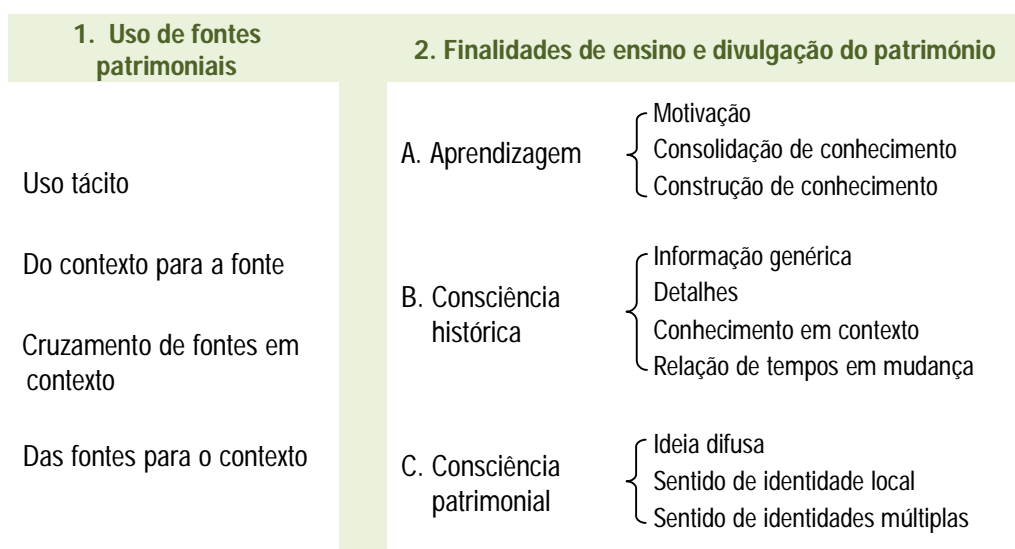 1. Uso de fontes
patrimoniais
Uso tácito
Do contexto para a fonte
Cruzamento de fontes em
contexto
Das fontes para o contexto
2. Finalidades de ensino e divulgação do património
A. Aprendizagem
Motivação
Consolidação de conhecimento
Construção de conhecimento
B. Consciência
histórica
Informação genérica
Detalhes
Conhecimento em contexto
Relação de tempos em mudança
C. Consciência
patrimonial
Ideia difusa
Sentido de identidade local
Sentido de identidades múltiplas